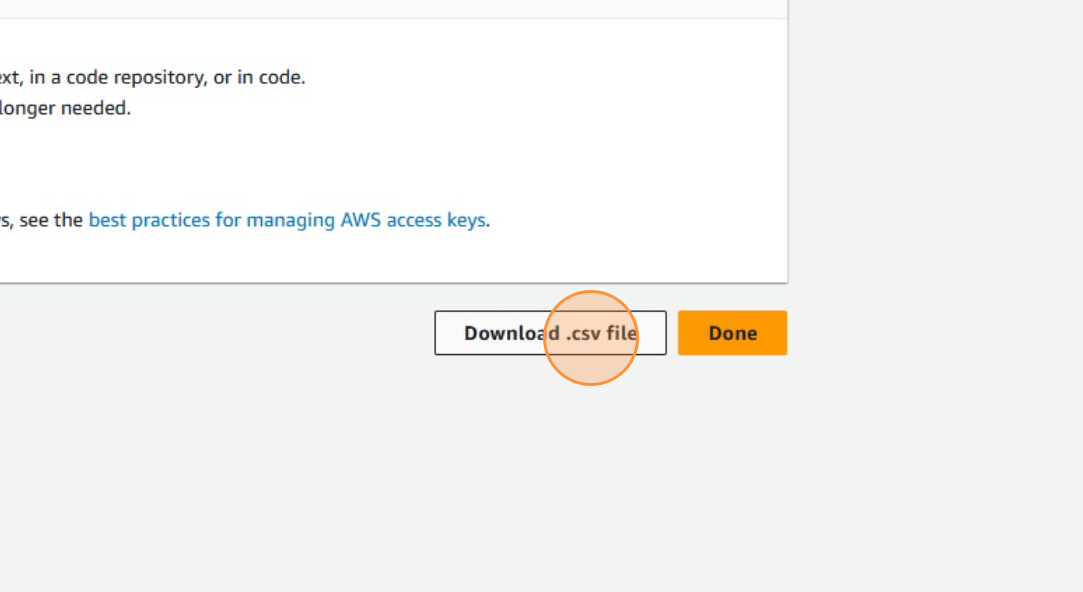 in a code repository, or in code.
longer needed.
see the best practices for managing AWS access keys.
Download .csv file
Done